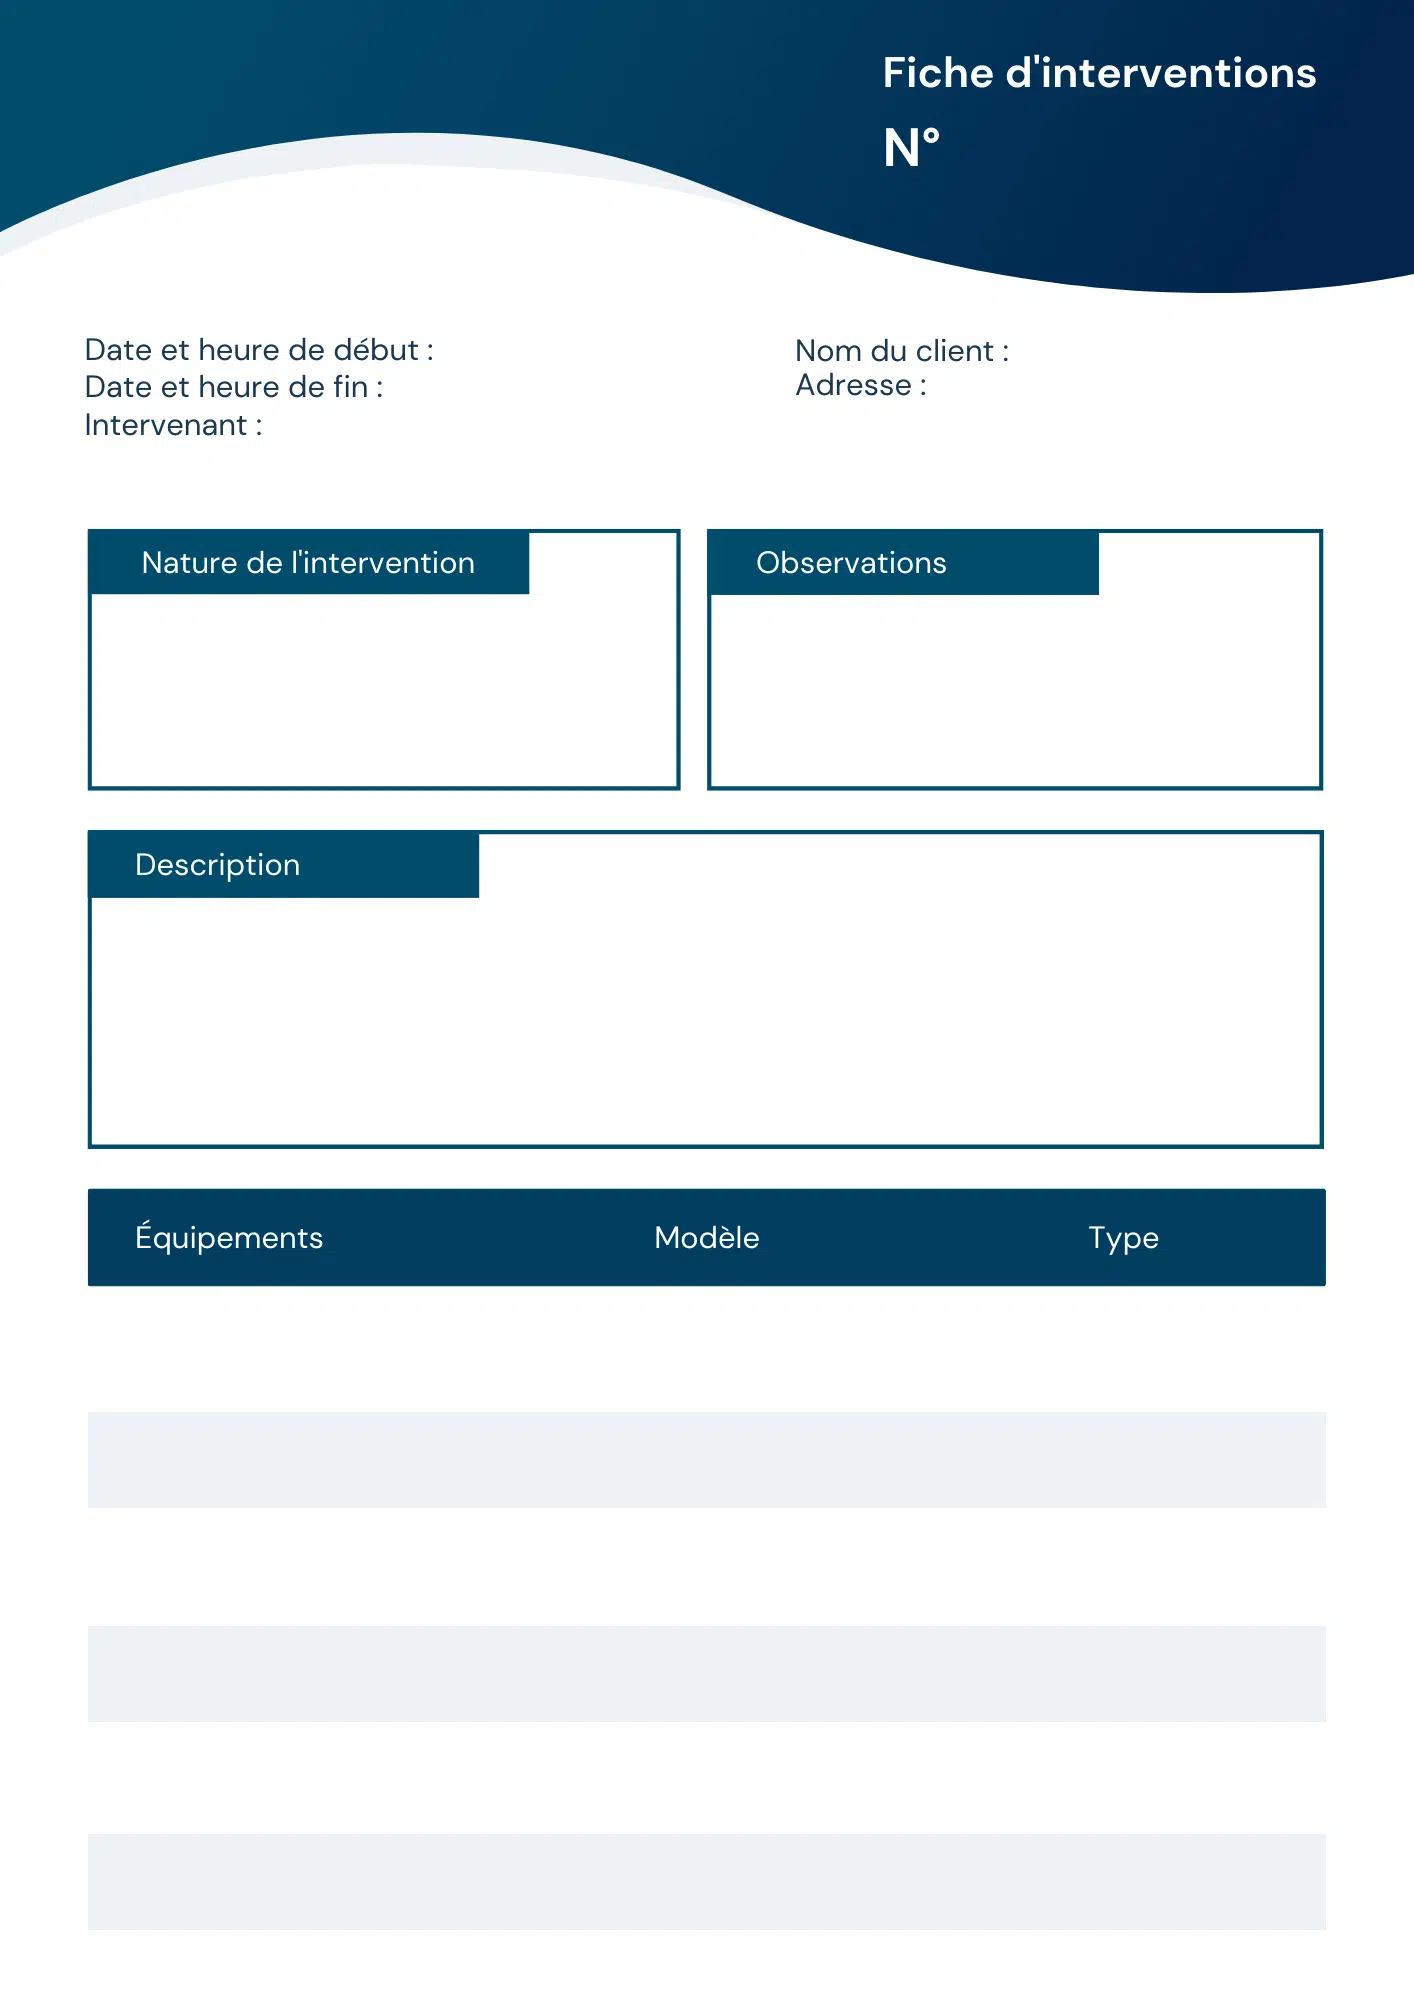 Fiche d'interventions
N°
Date et heure de début :
Date et heure de fin :
Intervenant :
Nom du client :
Adresse :
Nature de l'intervention
Observations
Description
Équipements Modèle Type